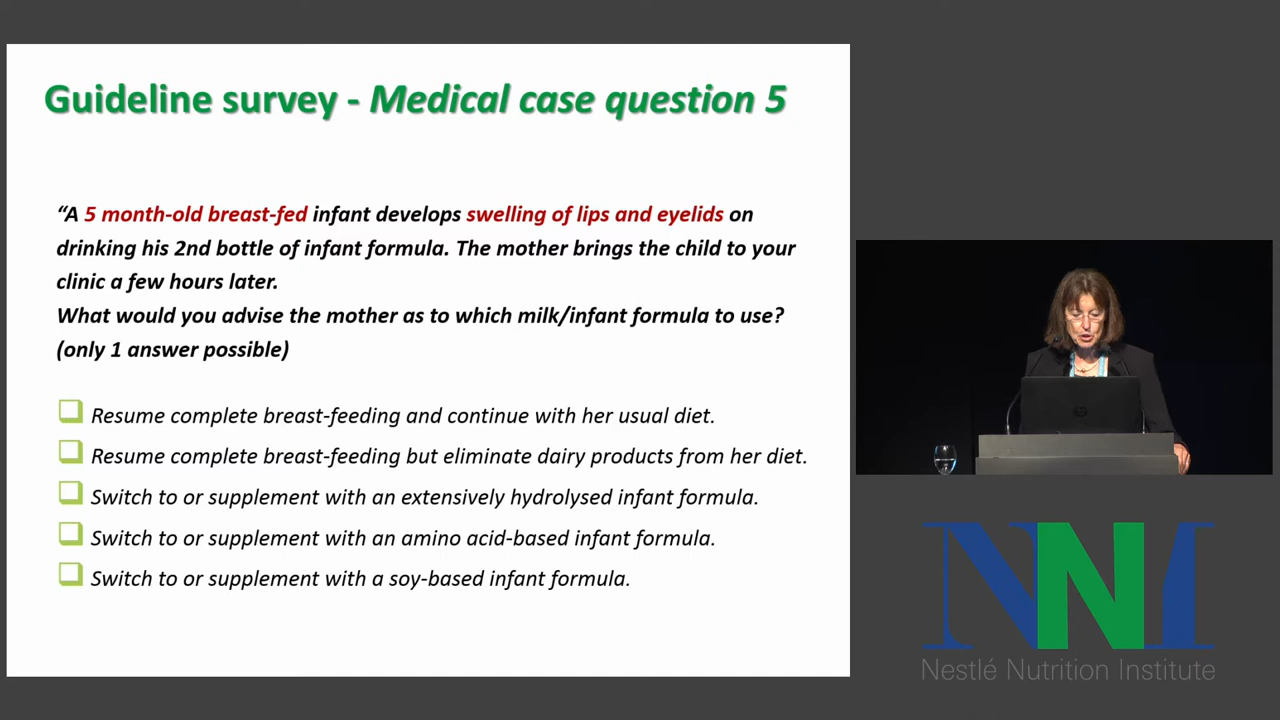 Guideline survey - Medical case question 5
“A 5 month-old breast-fed infant develops swelling of lips and eyelids on
drinking his 2nd bottle of infant formula. The mother brings the child to your
clinic a few hours later.
What would you advise the mother as to which milk/infant formula to use?
(only 1 answer possible)
Resume complete breast-feeding and continue with her usual diet.
Resume complete breast-feeding but eliminate dairy products from her diet.
Switch to or supplement with an extensively hydrolysed infant formula.
Switch to or supplement with an amino acid-based infant formula.
Switch to or supplement with a soy-based infant formula.
NNI
Nestlé Nutrition Institute